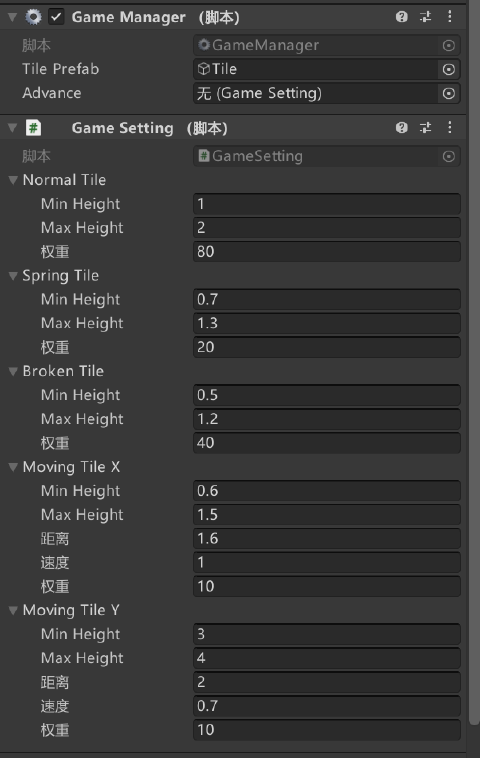 Game Manager （脚本）
脚本 GameManager
Tile Prefab Tile
Advance 无 (Game Setting)
# Game Setting （脚本）
脚本 # GameSetting
Normal Tile
Min Height 1
Max Height 2
权重 80
Spring Tile
Min Height 0.7
Max Height 1.3
权重 20
Broken Tile
Min Height 0.5
Max Height 1.2
权重 40
Moving Tile X
Min Height 0.6
Max Height 1.5
距离 1.6
速度 1
权重 10
Moving Tile Y
Min Height 3
Max Height 4
距离 2
速度 0.7
权重 10